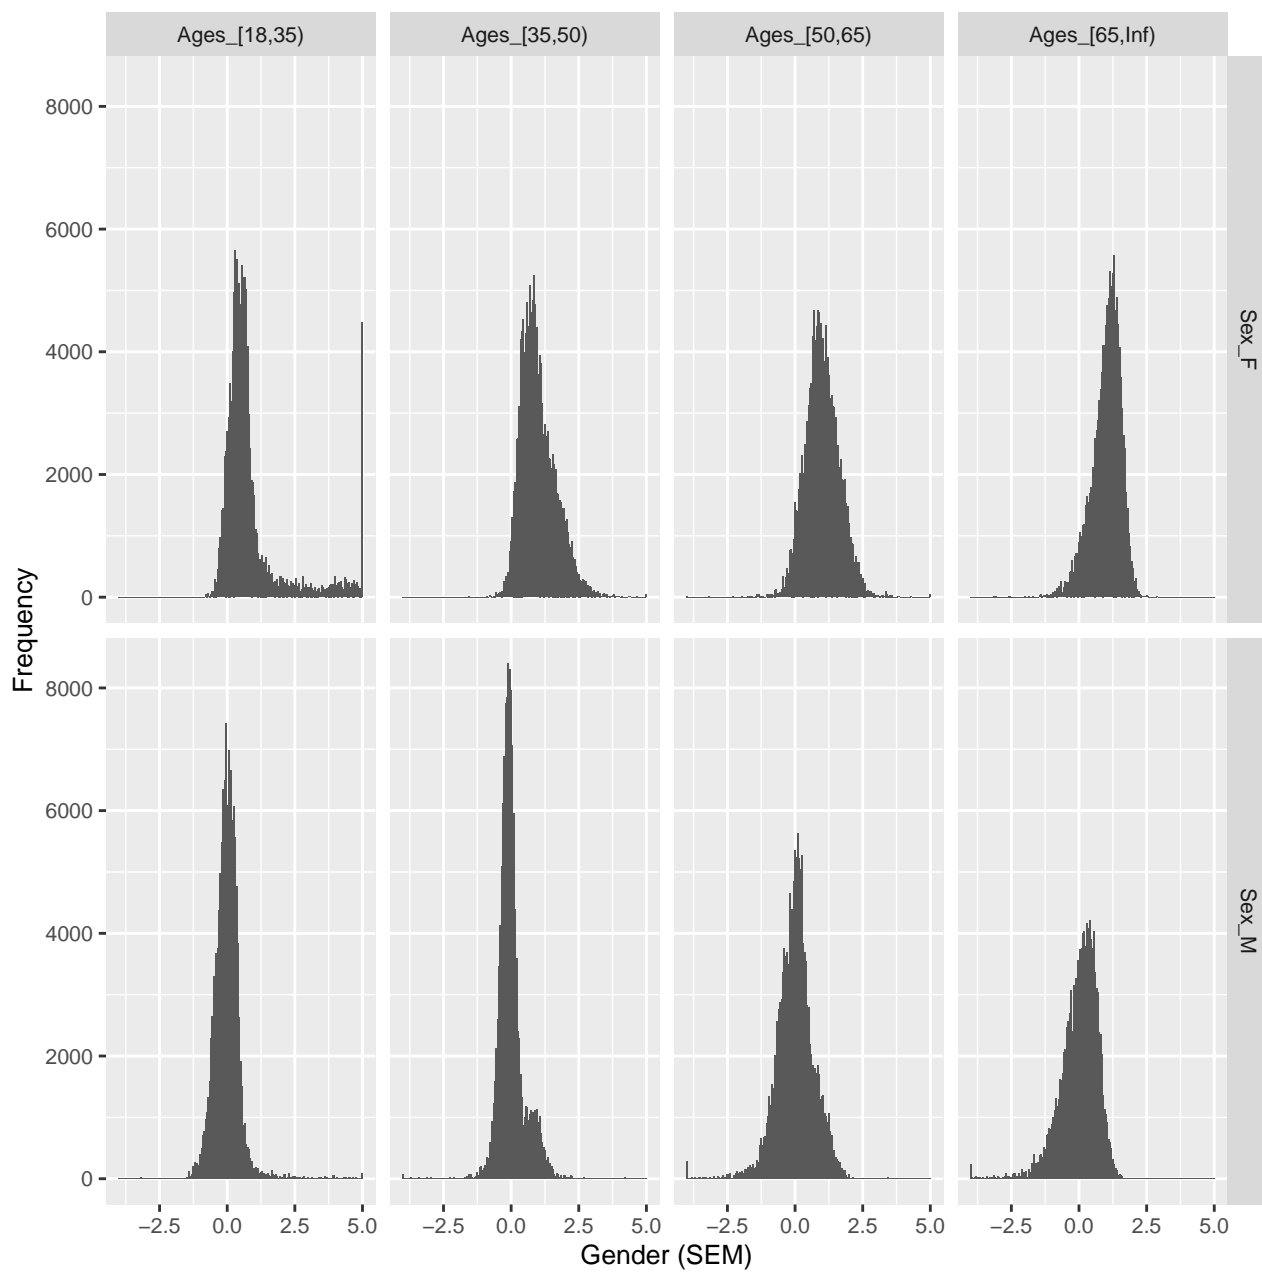 Ages_[18,35) Ages_[35,50) Ages_[50,65) Ages_[65,Inf)
8000
6000
4000
2000
0
Sex_F
Frequency
8000
6000
4000
2000
0
Sex_M
−2.5 0.0 2.5 5.0 −2.5 0.0 2.5 5.0 −2.5 0.0 2.5 5.0 −2.5 0.0 2.5 5.0
Gender (SEM)